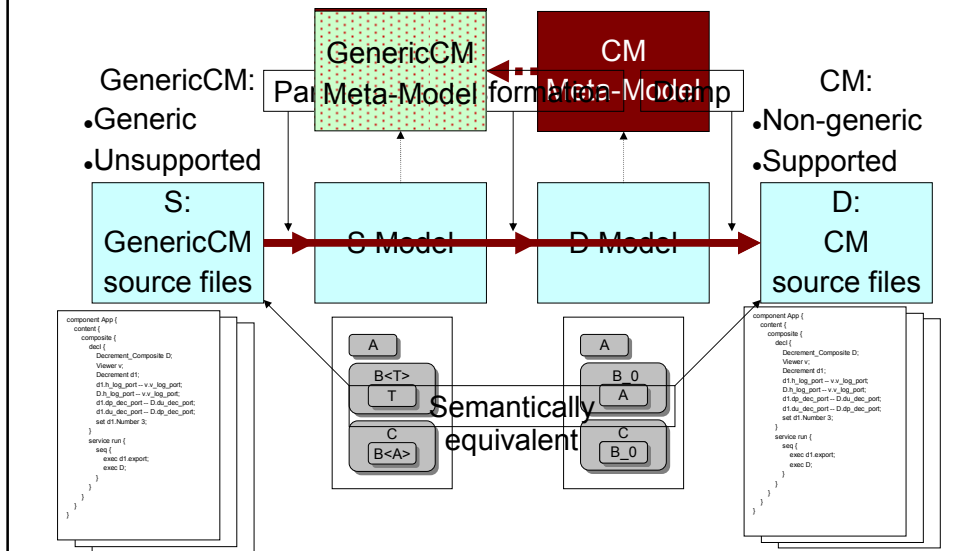 GenericCM
Meta-Model
CM
Meta-Model
GenericCM:
•Generic
•Unsupported
Par
formation
Dump
CM:
•Non-generic
•Supported
S:
GenericCM
source files
S Model
D Model
D:
CM
source files
component App {
content {
composite {
decl {
Decrement_Composite D;
Viewer v;
Decrement d1;
d1.h_log_port -- v.v_log_port;
D.h_log_port -- v.v_log_port;
d1.dp_dec_port -- D.du_dec_port;
d1.du_dec_port -- D.dp_dec_port;
set d1.Number 3;
}
service run {
seq {
exec d1.export;
exec D;
}
}
}
}
}
A
B<T>
T
C
B<A>
Semantically
equivalent
A
B_0
A
C
B_0
component App {
content {
composite {
decl {
Decrement_Composite D;
Viewer v;
Decrement d1;
d1.h_log_port -- v.v_log_port;
D.h_log_port -- v.v_log_port;
d1.dp_dec_port -- D.du_dec_port;
d1.du_dec_port -- D.dp_dec_port;
set d1.Number 3;
}
service run {
seq {
exec d1.export;
exec D;
}
}
}
}
}